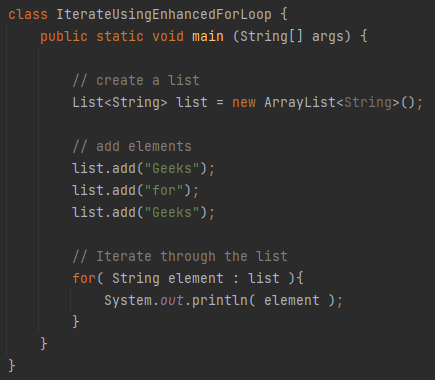 class IterateUsingEnhancedForLoop {
    public static void main (String[] args) {

        // create a list
        List<String> list = new ArrayList<String>();

        // add elements
        list.add("Geeks");
        list.add("for");
        list.add("Geeks");

        // Iterate through the list
        for( String element : list ){
            System.out.println( element );
        }
    }
}